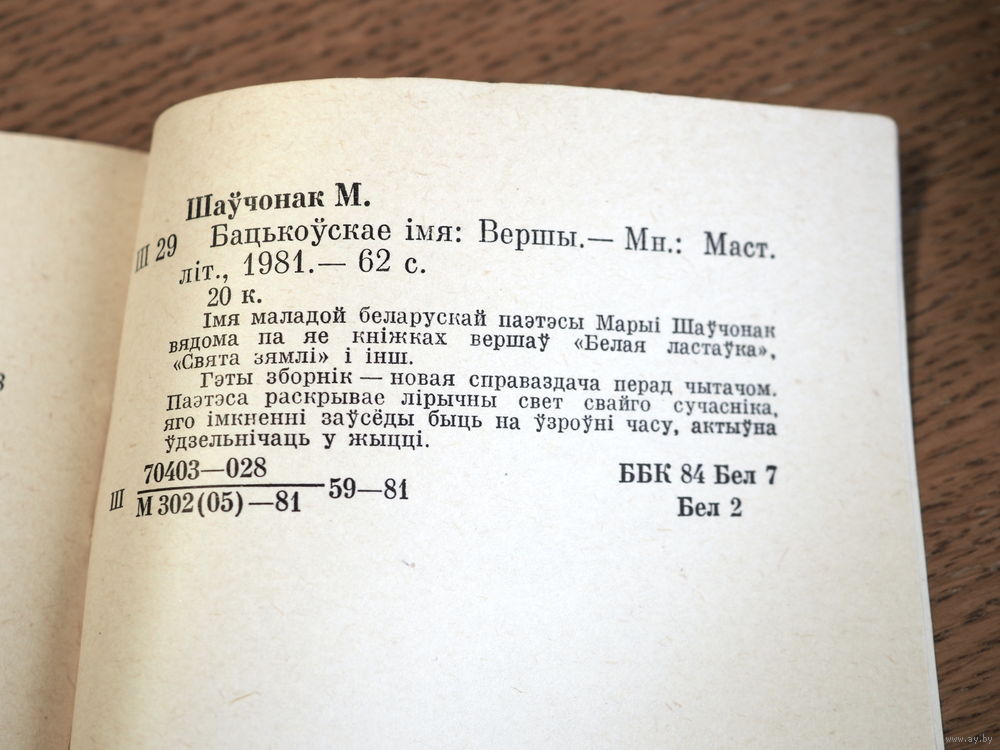 Шаўчонак М.
Ш 29 Бацькоўскае імя: Вершы.— Мн.: Маст.
літ., 1981.— 62 с.
20 к.
Імя маладой беларускай паэтэсы Марыі Шаўчонак
вядома па яе кніжках вершаў «Белая ластаўка»,
«Свята зямлі» і інш.
Гэты зборнік — новая справаздача перад чытачом.
Паэтэса раскрывае лірычны свет свайго сучасніка,
яго імкненні заўсёды быць на ўзроўні часу, актыўна
ўдзельнічаць у жыцці.
70403—028
Ш М 302(05)—81 59—81
ББК 84 Бел 7
Бел 2
www.ay.by